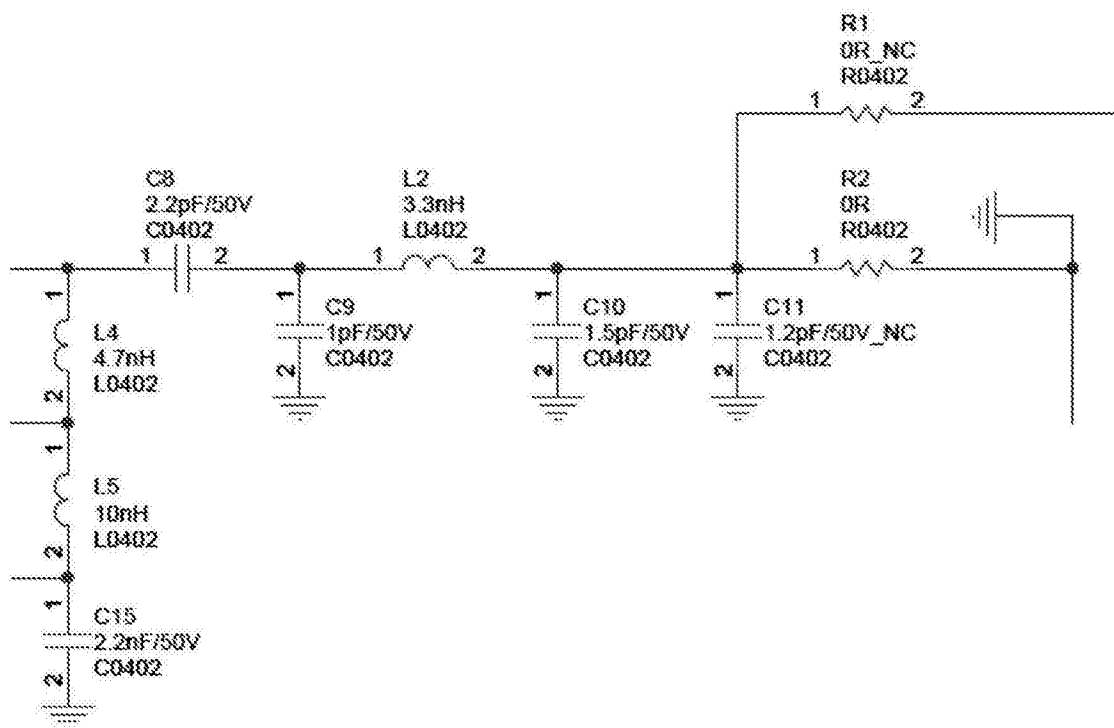 R1
0R_NC
R0402
1
2
C8
2.2pF/50V
C0402
1
2
L2
3.3nH
L0402
1
2
R2
0R
R0402
1
2
1
L4
4.7nH
L0402
2
1
C9
1pF/50V
C0402
2
1
C10
1.5pF/50V
C0402
2
1
C11
1.2pF/50V_NC
C0402
2
1
L5
10nH
L0402
2
1
C15
2.2nF/50V
C0402
2